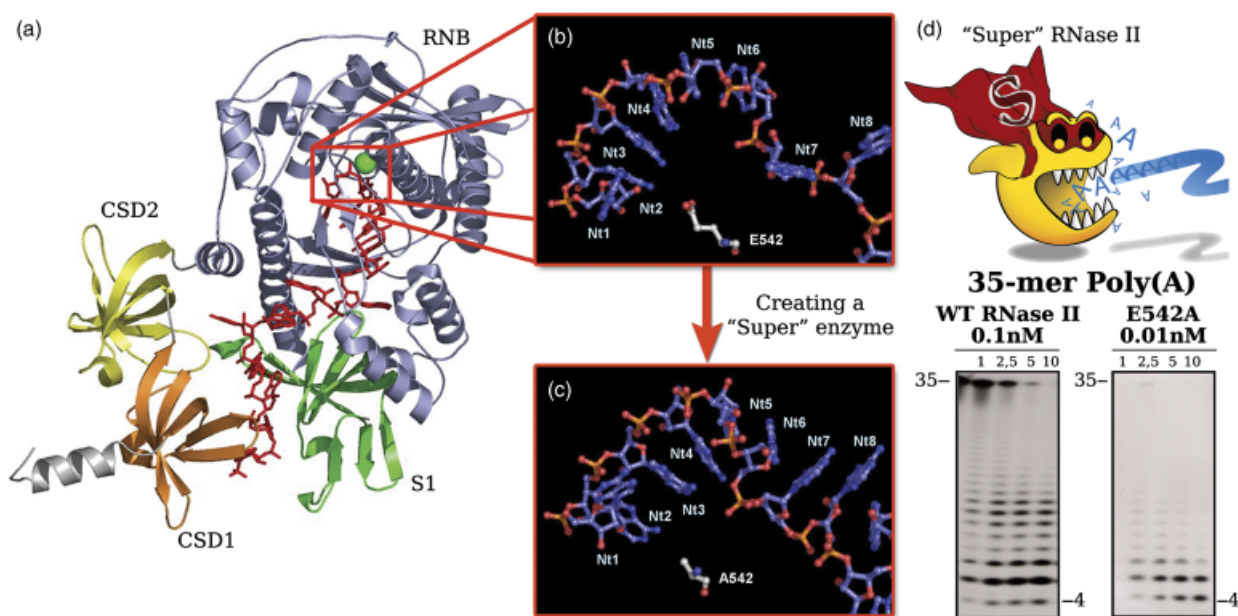 (a)
RNB
CSD2
CSD1
S1
(b)
Nt5
Nt6
Nt4
Nt8
Nt3
Nt7
Nt2
Nt1
E542
Creating a
"Super" enzyme
(c)
Nt5
Nt6
Nt7
Nt8
Nt4
Nt3
Nt2
Nt1
A542
(d)
"Super" RNase II
S
A
A
A
A
A
A
A
A
A
AAAAA
35-mer Poly(A)
WT RNase II
0.1nM
E542A
0.01nM
1 2,5 5 10
1 2,5 5 10
35–
35–
–4
–4